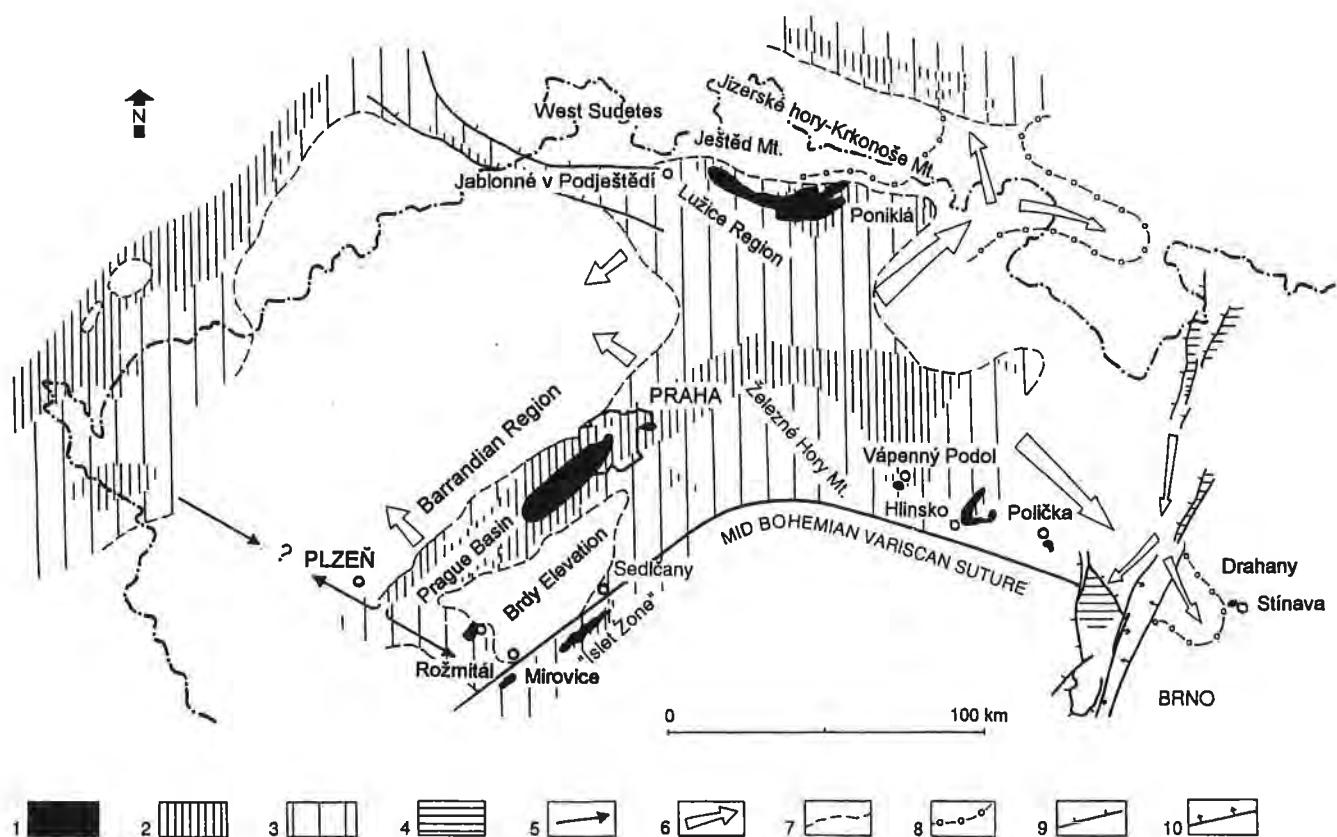 N
West Sudetes
Jizerské hory-Krkonoše Mt.
Ještěd Mt.
Jablonné v Podještědí
Lužice Region
Poniklá
PRAHA
Barrandian Region
Železné Hory Mt.
Vápenný Podol
Hlinsko
Polička
MID BOHEMIAN VARISCAN SUTURE
Prague Basin
Brdy Elevation
Sedlčany
?
PLZEŇ
"Islet Zone"
Rožmitál
Mirovice
Drahany
Stínava
BRNO
0 100 km
1 2 3 4 5 6 7 8 9 10